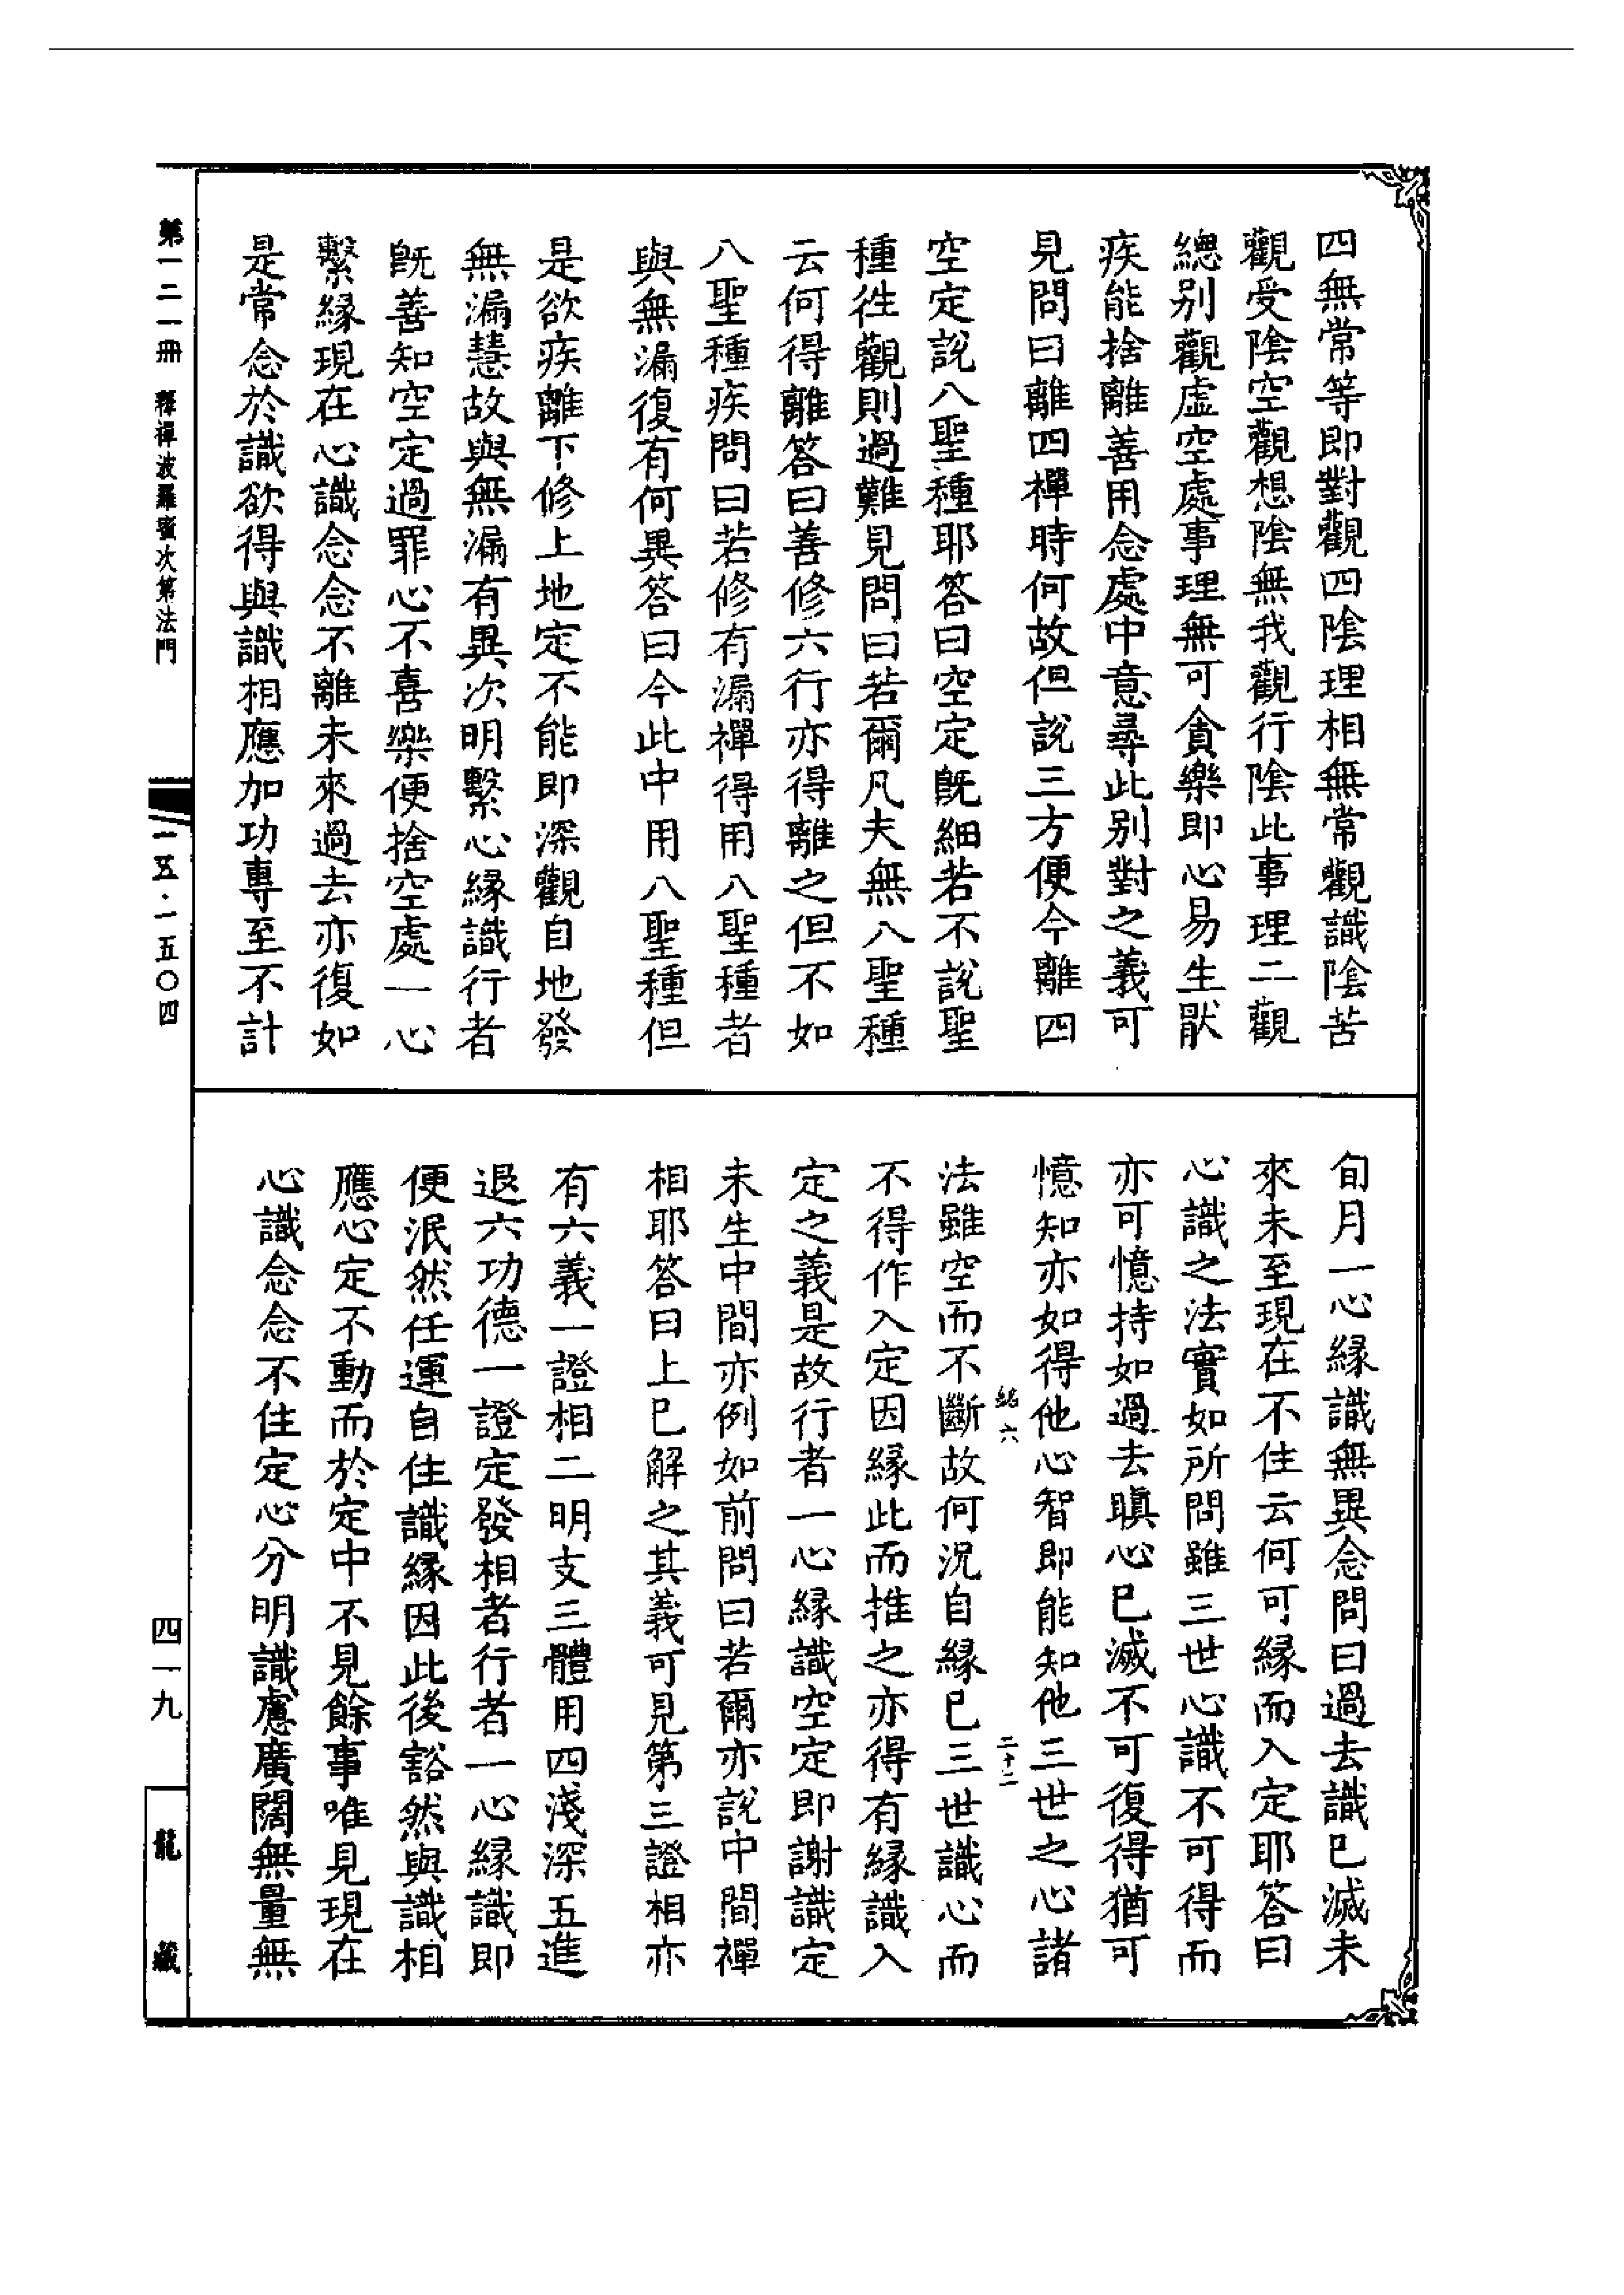 四無常等即對觀四陰理相無常觀識陰苦
觀受陰空觀想陰無我觀行陰此事理二觀
總别觀虛空處事理無可貪樂即心易生厭
疾能捨離善用念處中意尋此别對之義可
見問曰離四禪時何故但説三方便今離四
空定説八聖種耶答曰空定旣細若不説聖
種徃觀則過難見問曰若爾凡夫無八聖種
云何得離答曰善修六行亦得離之但不如
八聖種疾問曰若修有漏禪得用八聖種者
與無漏復有何異答曰今此中用八聖種但
是欲疾離下修上地定不能即深觀自地發
無漏慧故與無漏有異次明繫心緣識行者
旣善知空定過罪心不喜樂便捨空處一心
繫緣現在心識念念不離未來過去亦復如
是常念於識欲得與識相應加功專至不計
旬月一心緣識無異念問曰過去識已滅未
來未至現在不住云何可緣而入定耶答曰
心識之法實如所問雖三世心識不可得而
亦可憶持如過去瞋心已滅不可復得猶可
憶知亦如得他心智即能知他三世之心諸
法雖空而不斷故何況自緣已三世識心而
不得作入定因緣此而推之亦得有緣識入
定之義是故行者一心緣識空定即謝識定
未生中間亦例如前問曰若爾亦説中間禪
相耶答曰上已解之其義可見第三證相亦
有六義一證相二明支三體用四淺深五進
退六功德一證定發相者行者一心緣識即
便泯然任運自住識緣因此後豁然與識相
應心定不動而於定中不見餘事唯見現在
心識念念不住定心分明識慮廣闊無量無
絽六
二十二
第一二一冊 釋禪波羅蜜次第法門
一五·一五〇四
四一九
龍藏